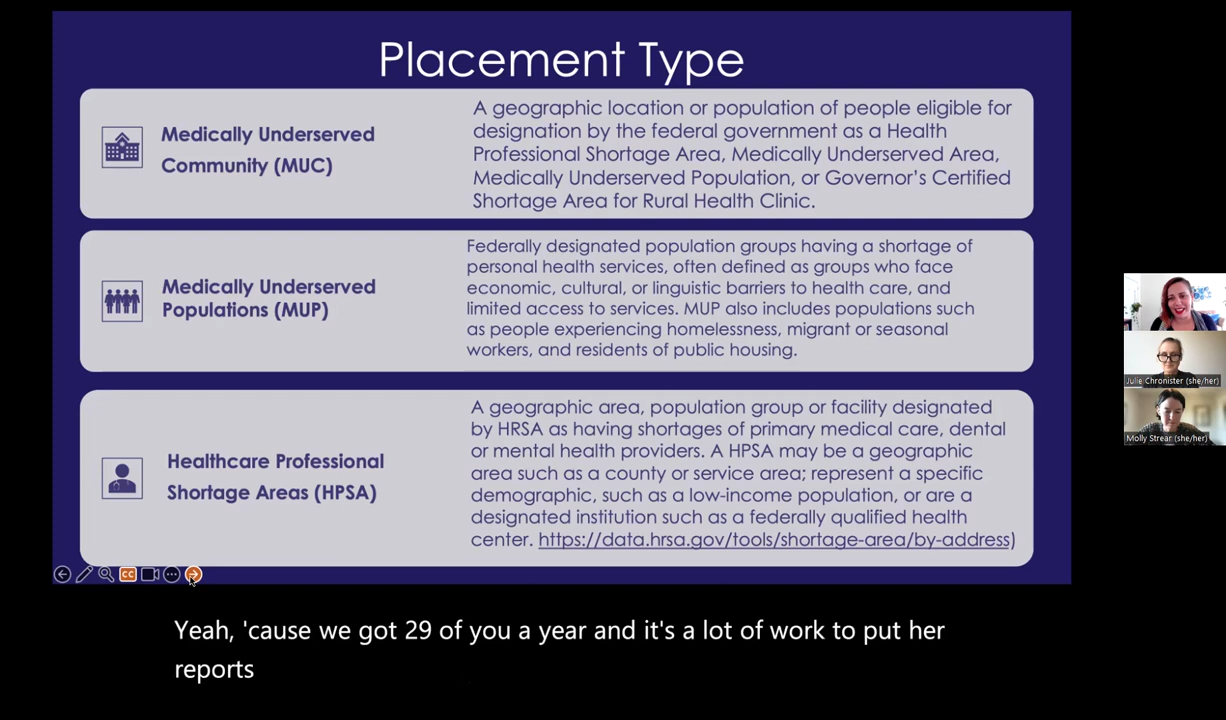 Placement Type
Medically Underserved
Community (MUC)
A geographic location or population of people eligible for
designation by the federal government as a Health
Professional Shortage Area, Medically Underserved Area,
Medically Underserved Population, or Governor's Certified
Shortage Area for Rural Health Clinic.
Medically Underserved
Populations (MUP)
Federally designated population groups having a shortage of
personal health services, often defined as groups who face
economic, cultural, or linguistic barriers to health care, and
limited access to services. MUP also includes populations such
as people experiencing homelessness, migrant or seasonal
workers, and residents of public housing.
Healthcare Professional
Shortage Areas (HPSA)
A geographic area, population group or facility designated
by HRSA as having shortages of primary medical care, dental
or mental health providers. A HPSA may be a geographic
area such as a county or service area; represent a specific
demographic, such as a low-income population, or are a
designated institution such as a federally qualified health
center. https://data.hrsa.gov/tools/shortage-area/by-address)
CC
Julie Chronister (she/her)
Molly Strear (she/her)
Yeah, 'cause we got 29 of you a year and it's a lot of work to put her
reports